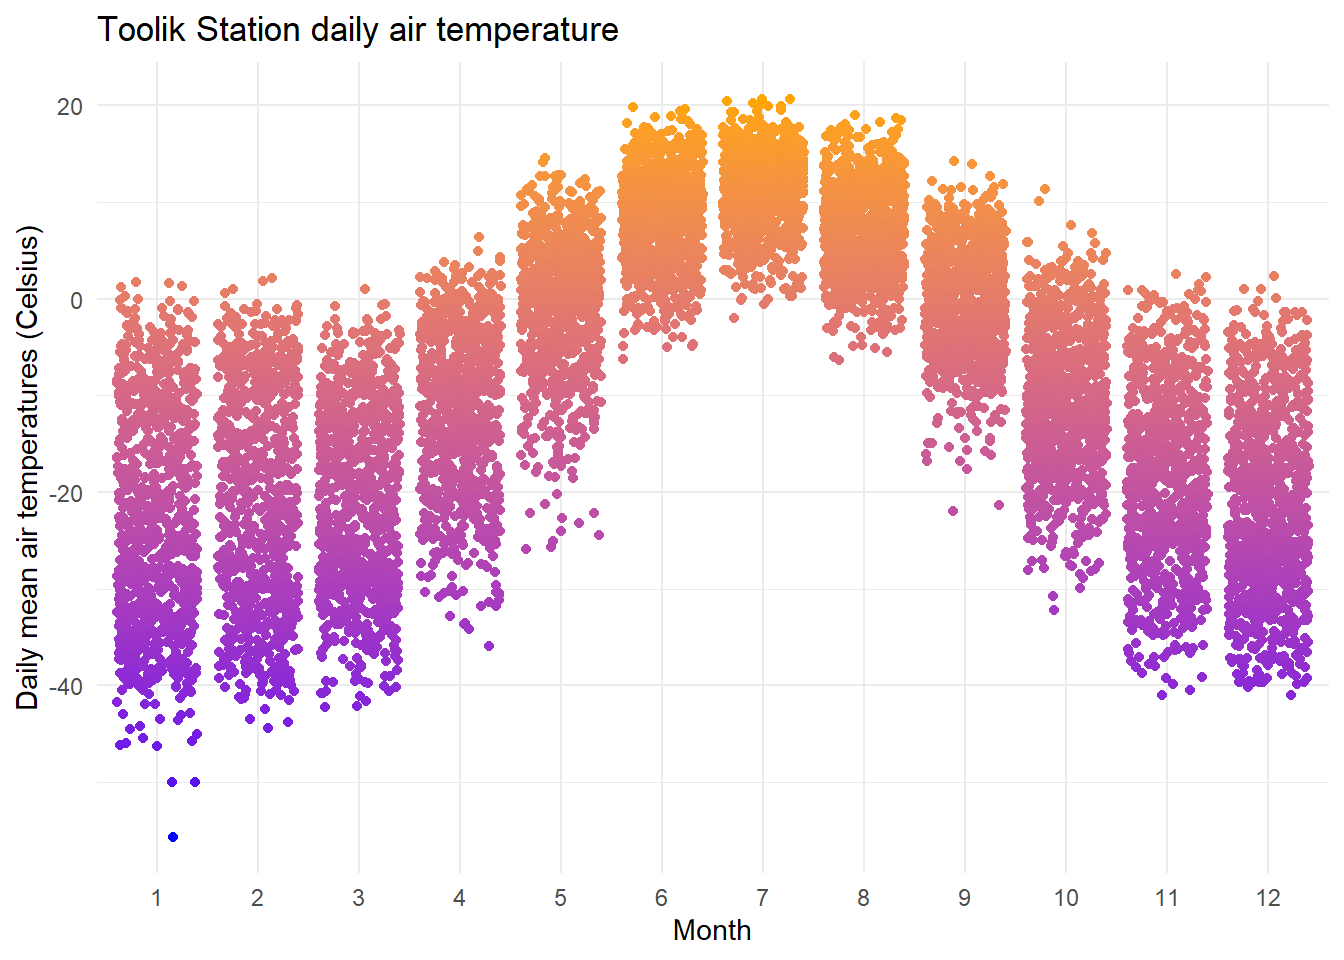 Toolik Station daily air temperature
Daily mean air temperatures (Celsius)
20
0
-20
-40
1 2 3 4 5 6 7 8 9 10 11 12
Month